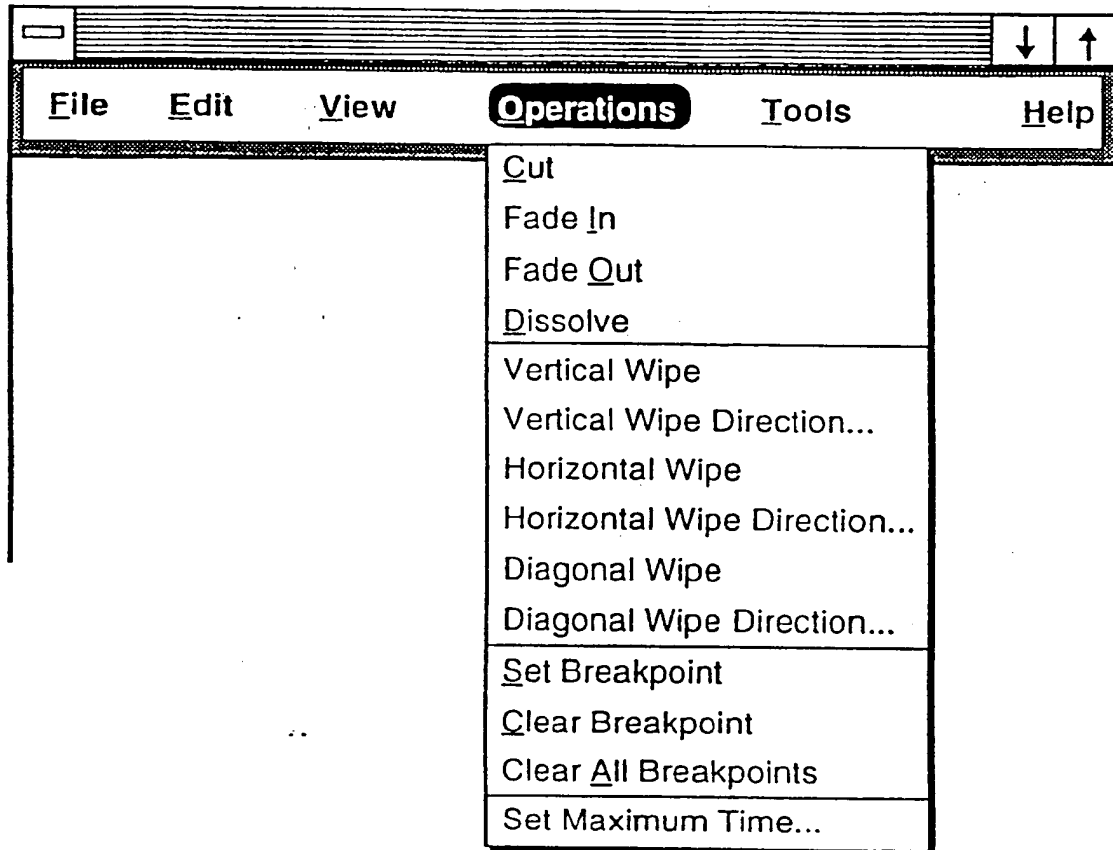 File Edit View Operations Tools Help
Cut
Fade In
Fade Out
Dissolve
Vertical Wipe
Vertical Wipe Direction...
Horizontal Wipe
Horizontal Wipe Direction...
Diagonal Wipe
Diagonal Wipe Direction...
Set Breakpoint
Clear Breakpoint
Clear All Breakpoints
Set Maximum Time...